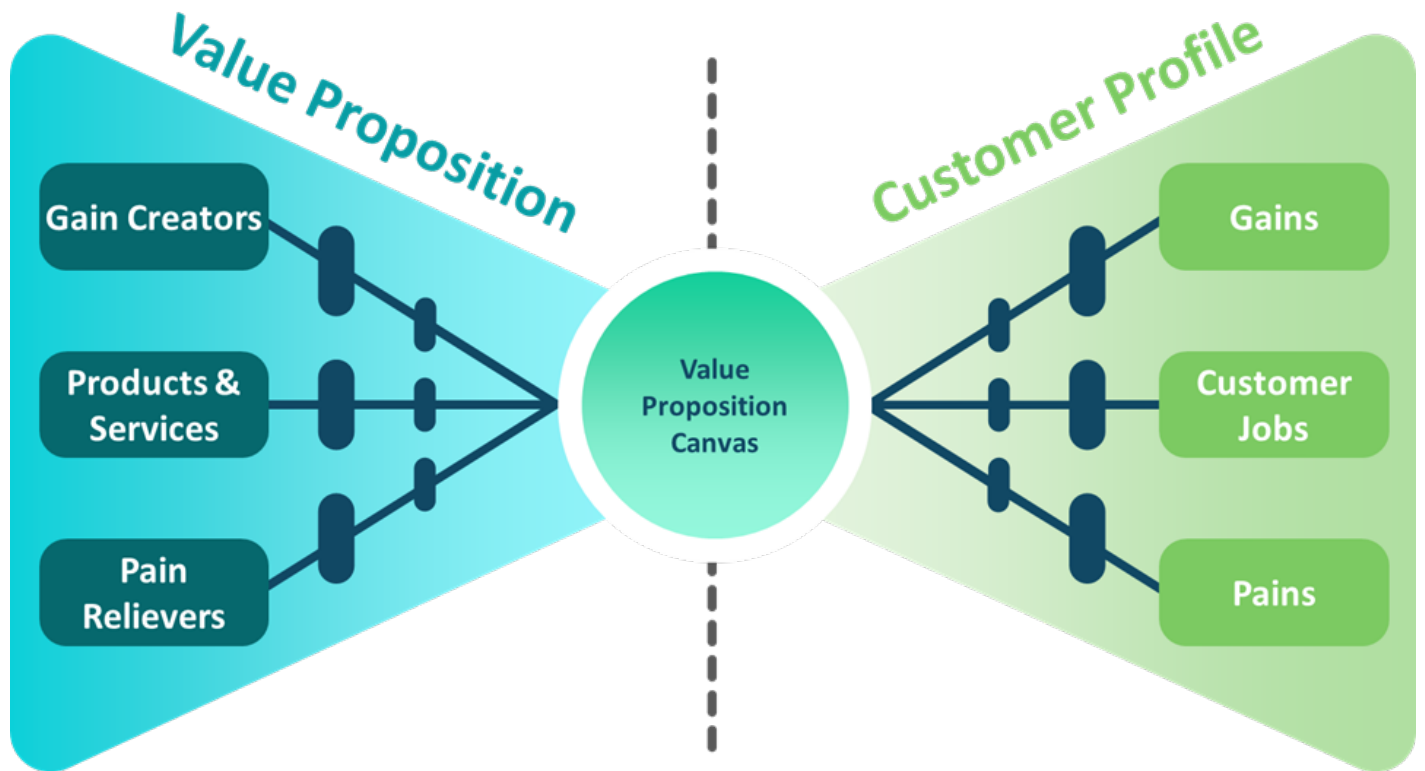 Value Proposition
Customer Profile
Gain Creators
Products &
Services
Pain
Relievers
Value
Proposition
Canvas
Gains
Customer
Jobs
Pains